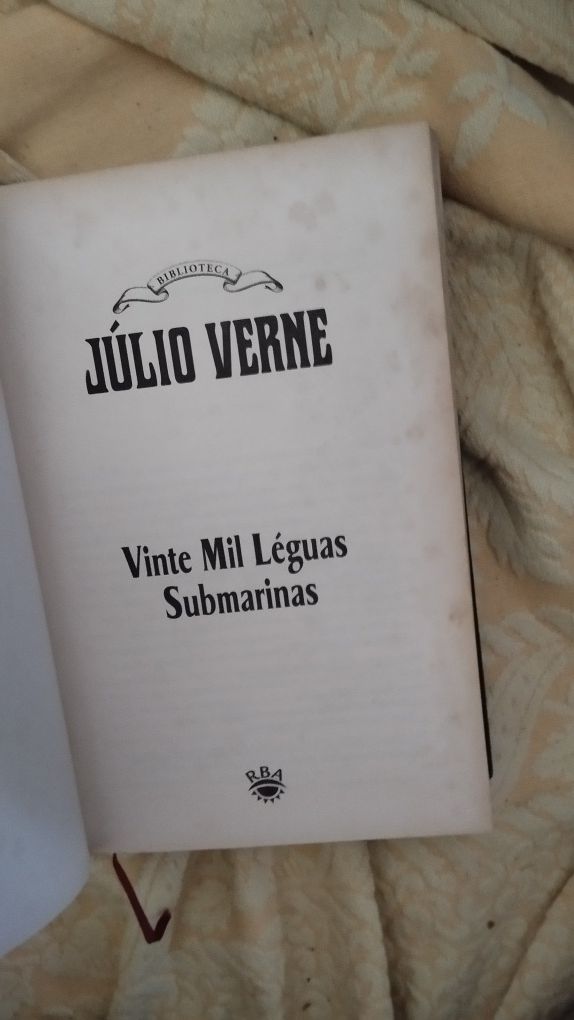 BIBLIOTECA
JÚLIO VERNE
Vinte Mil Léguas
Submarinas
RBA